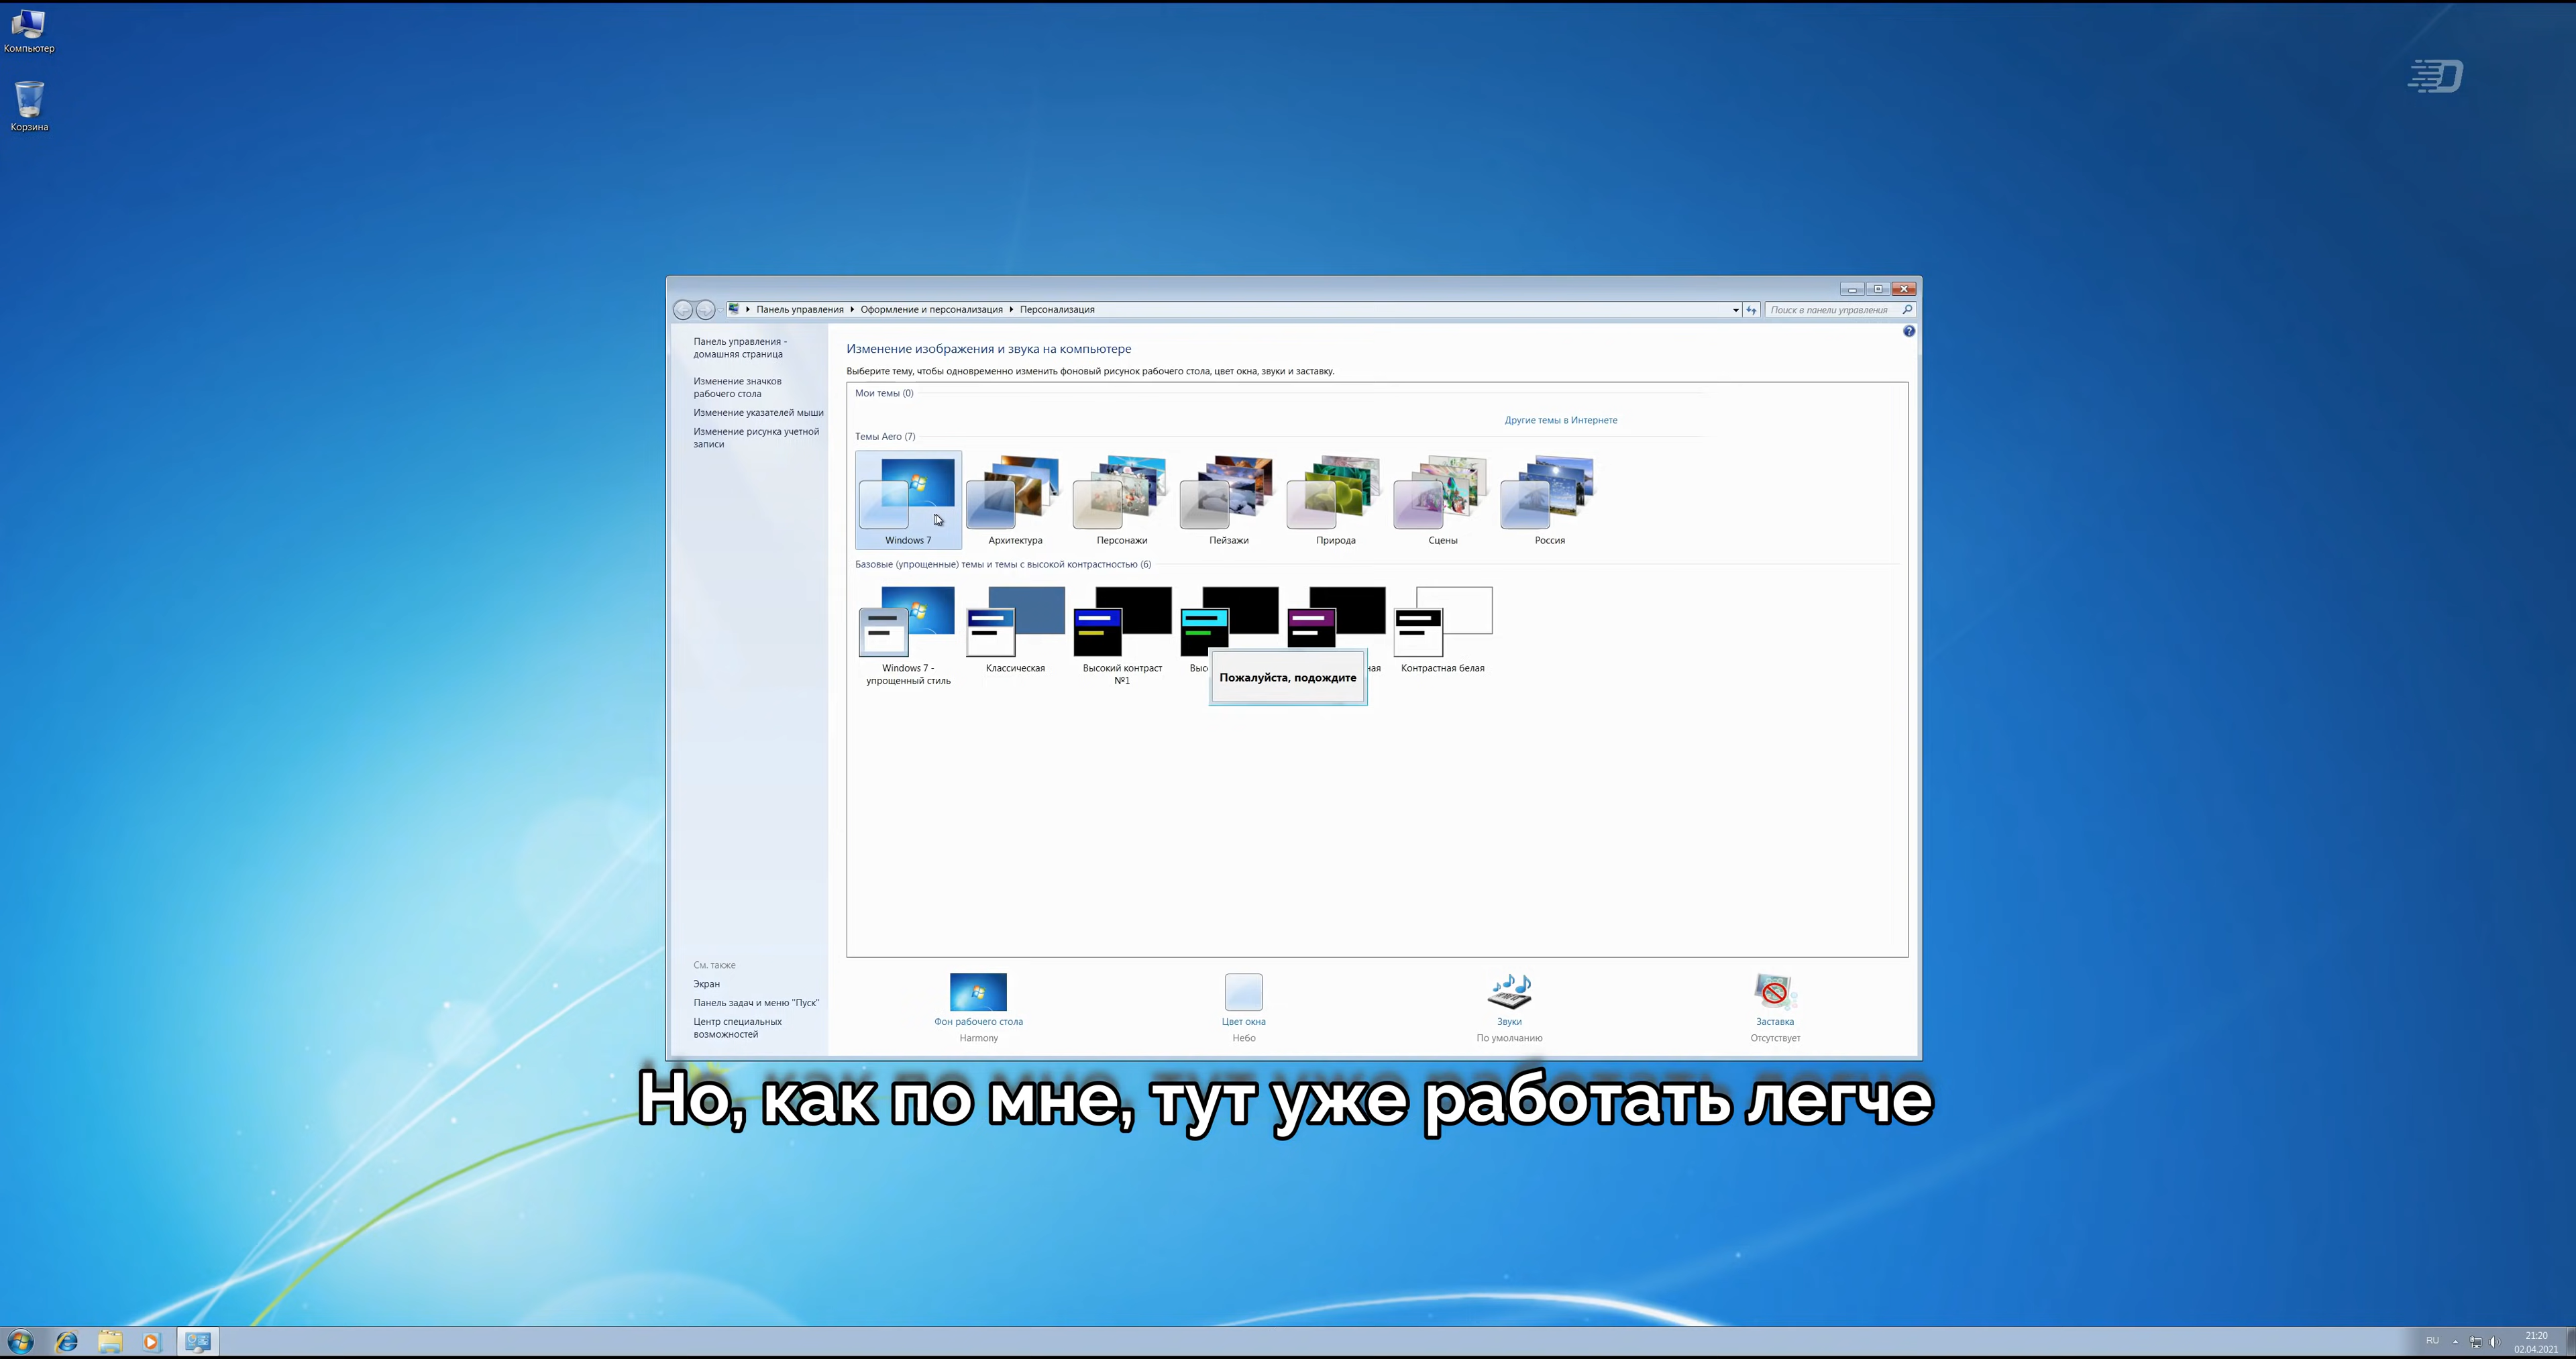 Компьютер
Корзина
Панель управления
Оформление и персонализация
Персонализация
Поиск в панели управления
Панель управления -
домашняя страница
Изменение значков
рабочего стола
Изменение указателей мыши
Изменение рисунка учетной
записи
Изменение изображения и звука на компьютере
Выберите тему, чтобы одновременно изменить фоновый рисунок рабочего стола, цвет окна, звуки и заставку.
Мои темы (0)
Другие темы в Интернете
Темы Aero (7)
Windows 7
Архитектура
Персонажи
Пейзажи
Природа
Сцены
Россия
Базовые (упрощенные) темы и темы с высокой контрастностью (6)
Windows 7 -
упрощенный стиль
Классическая
Высокий контраст
№1
Пожалуйста, подождите
Контрастная белая
См. также
Экран
Панель задач и меню "Пуск"
Центр специальных
возможностей
Фон рабочего стола
Harmony
Цвет окна
Небо
Звуки
По умолчанию
Заставка
Отсутствует
Но, как по мне, тут уже работать легче
RU
21:20
02.04.2021